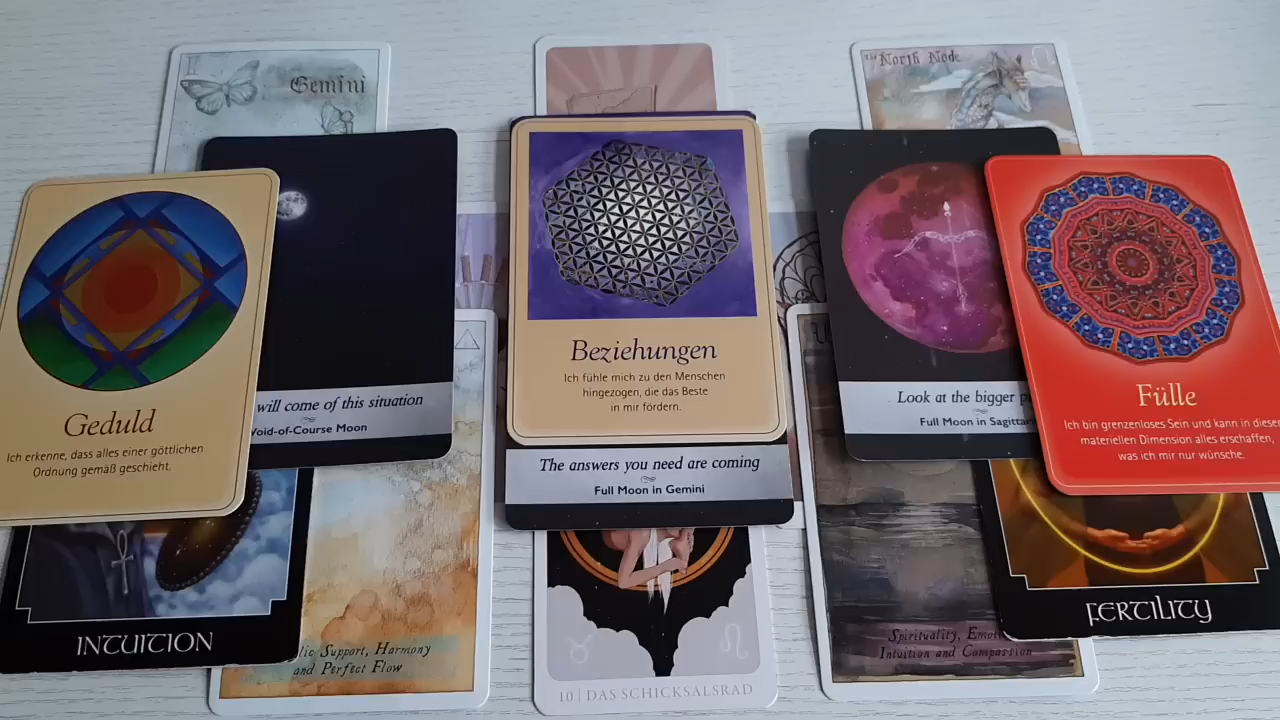 II
Gemini
The North Node
Geduld
Ich erkenne, dass alles einer göttlichen
Ordnung gemäß geschieht.
will come of this situation
Void-of-Course Moon
Beziehungen
Ich fühle mich zu den Menschen
hingezogen, die das Beste
in mir fördern.
The answers you need are coming
Full Moon in Gemini
Look at the bigger
Full Moon in
Fülle
Ich bin grenzenloses Sein und kann in dieser
materiellen Dimension alles erschaffen,
was ich mir nur wünsche.
INTUITION
Support, Harmony
and Perfect Flow
10 | DAS SCHICKSALSRAD
Spirituality,
Intuition and Compassion
FERTILITY